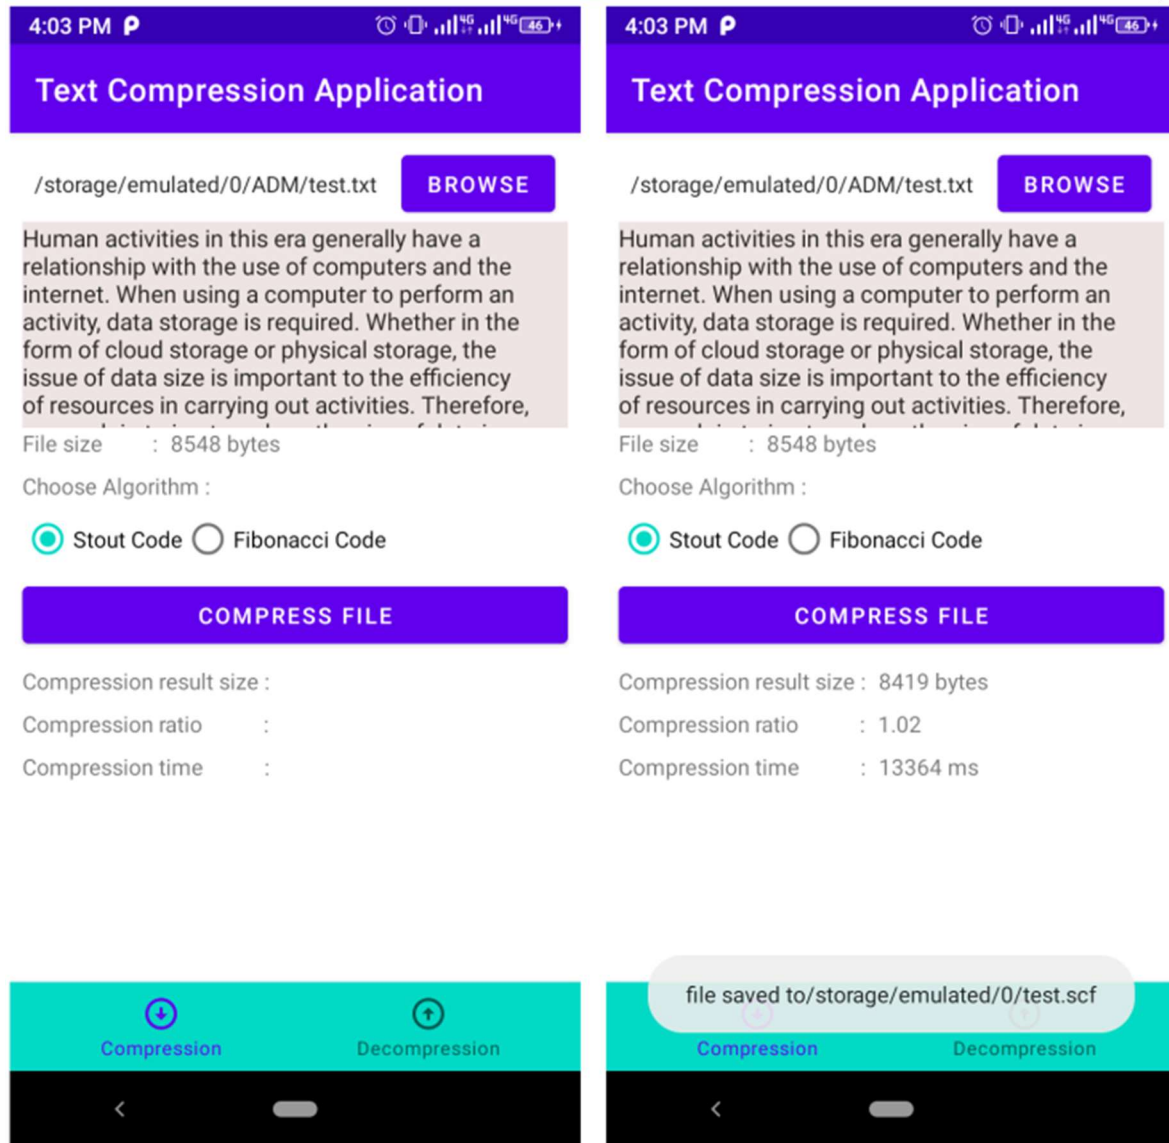 4:03 PM
4G 4G 46
Text Compression Application
/storage/emulated/0/ADM/test.txt BROWSE
Human activities in this era generally have a
relationship with the use of computers and the
internet. When using a computer to perform an
activity, data storage is required. Whether in the
form of cloud storage or physical storage, the
issue of data size is important to the efficiency
of resources in carrying out activities. Therefore,
File size : 8548 bytes
Choose Algorithm :
Stout Code Fibonacci Code
COMPRESS FILE
Compression result size :
Compression ratio :
Compression time :
Compression Decompression
4:03 PM
4G 4G 46
Text Compression Application
/storage/emulated/0/ADM/test.txt BROWSE
Human activities in this era generally have a
relationship with the use of computers and the
internet. When using a computer to perform an
activity, data storage is required. Whether in the
form of cloud storage or physical storage, the
issue of data size is important to the efficiency
of resources in carrying out activities. Therefore,
File size : 8548 bytes
Choose Algorithm :
Stout Code Fibonacci Code
COMPRESS FILE
Compression result size : 8419 bytes
Compression ratio : 1.02
Compression time : 13364 ms
file saved to/storage/emulated/0/test.scf
Compression Decompression